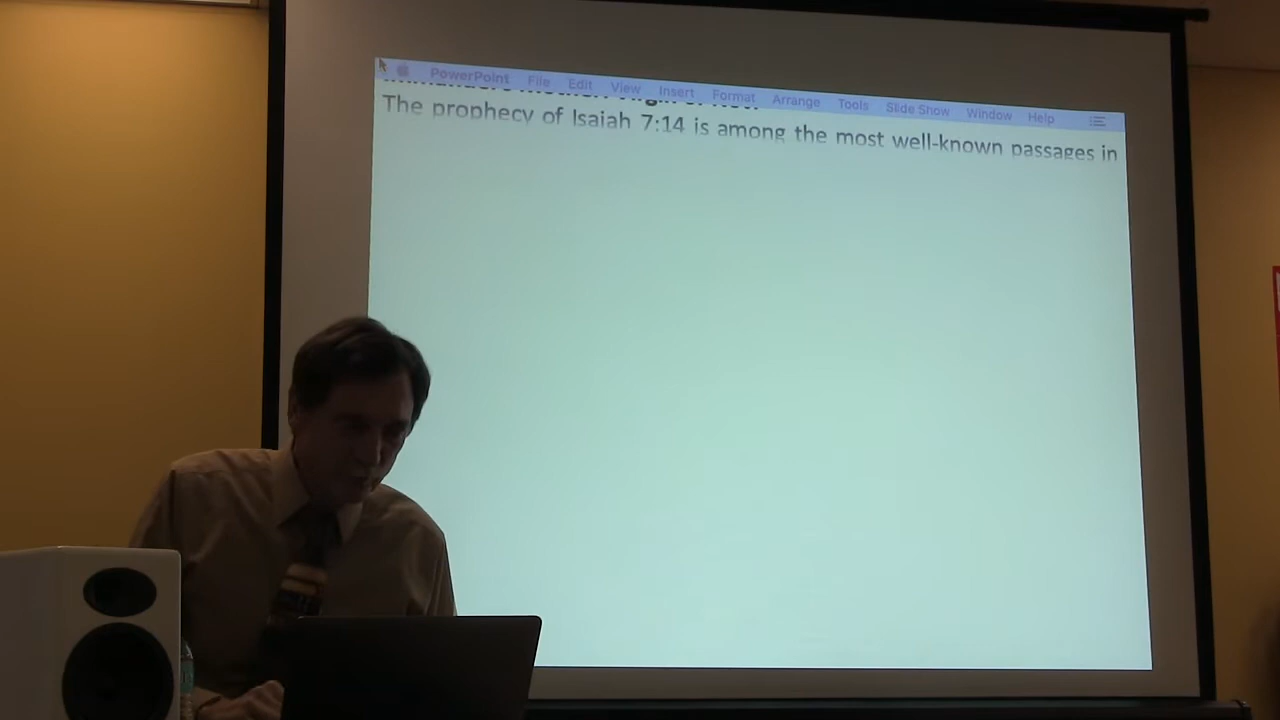 PowerPoint File Edit View Insert Format Arrange Tools Slide Show Window Help
The prophecy of Isaiah 7:14 is among the most well-known passages in